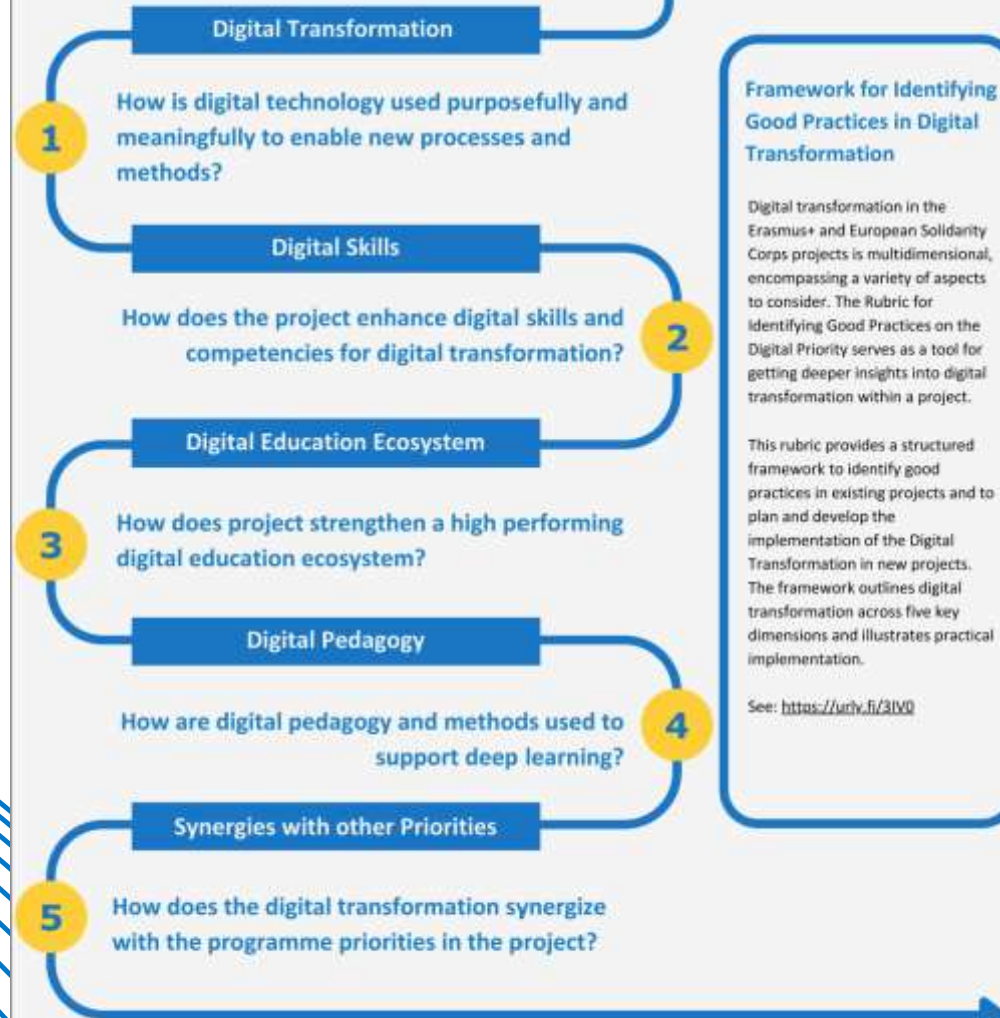 Digital Transformation
1
How is digital technology used purposefully and
meaningfully to enable new processes and
methods?
Digital Skills
How does the project enhance digital skills and
competencies for digital transformation?
2
Digital Education Ecosystem
3
How does project strengthen a high performing
digital education ecosystem?
Digital Pedagogy
How are digital pedagogy and methods used to
support deep learning?
4
Synergies with other Priorities
5
How does the digital transformation synergize
with the programme priorities in the project?
Framework for Identifying
Good Practices in Digital
Transformation
Digital transformation in the
Erasmus+ and European Solidarity
Corps projects is multidimensional,
encompassing a variety of aspects
to consider. The Rubric for
Identifying Good Practices on the
Digital Priority serves as a tool for
getting deeper insights into digital
transformation within a project.
This rubric provides a structured
framework to identify good
practices in existing projects and to
plan and develop the
implementation of the Digital
Transformation in new projects.
The framework outlines digital
transformation across five key
dimensions and illustrates practical
implementation.
See: https://urly.fi/3IV0